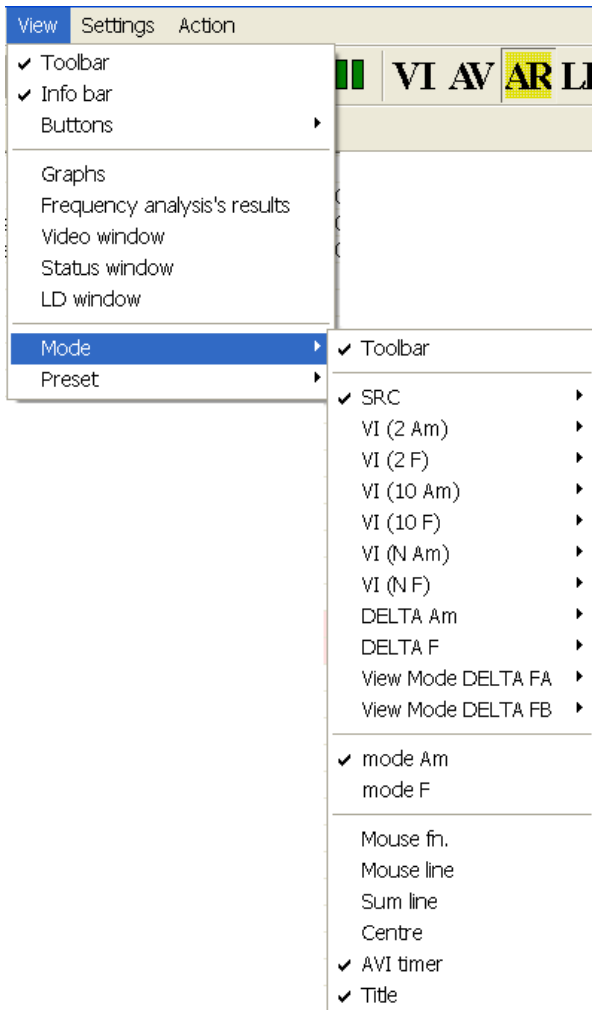 View Settings Action
VI AV AR LI
Toolbar
Info bar
Buttons
Graphs
Frequency analysis's results
Video window
Status window
LD window
Mode
Preset
Toolbar
SRC
VI (2 Am)
VI (2 F)
VI (10 Am)
VI (10 F)
VI (N Am)
VI (N F)
DELTA Am
DELTA F
View Mode DELTA FA
View Mode DELTA FB
mode Am
mode F
Mouse fn.
Mouse line
Sum line
Centre
AVI timer
Title